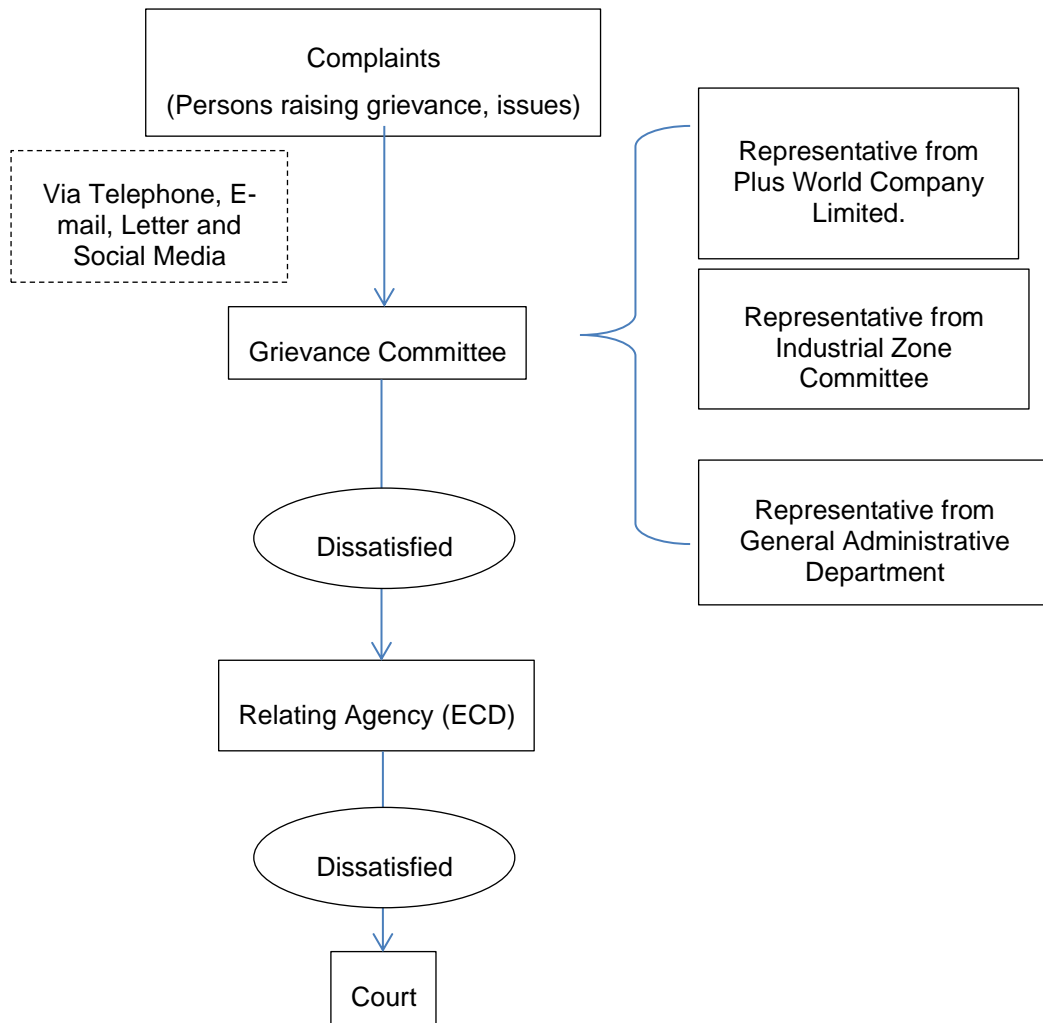 Complaints
(Persons raising grievance, issues)
Via Telephone, E-
mail, Letter and
Social Media
Representative from
Plus World Company
Limited.
Grievance Committee
Representative from
Industrial Zone
Committee
Dissatisfied
Representative from
General Administrative
Department
Relating Agency (ECD)
Dissatisfied
Court